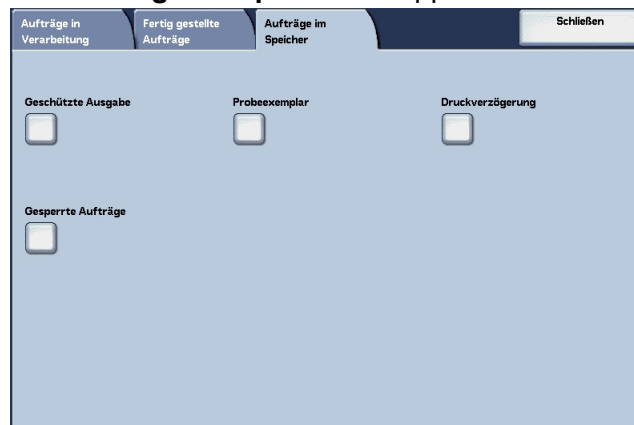 Aufträge in
Verarbeitung
Fertig gestellte
Aufträge
Aufträge im
Speicher
Schließen
Geschützte Ausgabe
Probeexemplar
Druckverzögerung
Gesperrte Aufträge